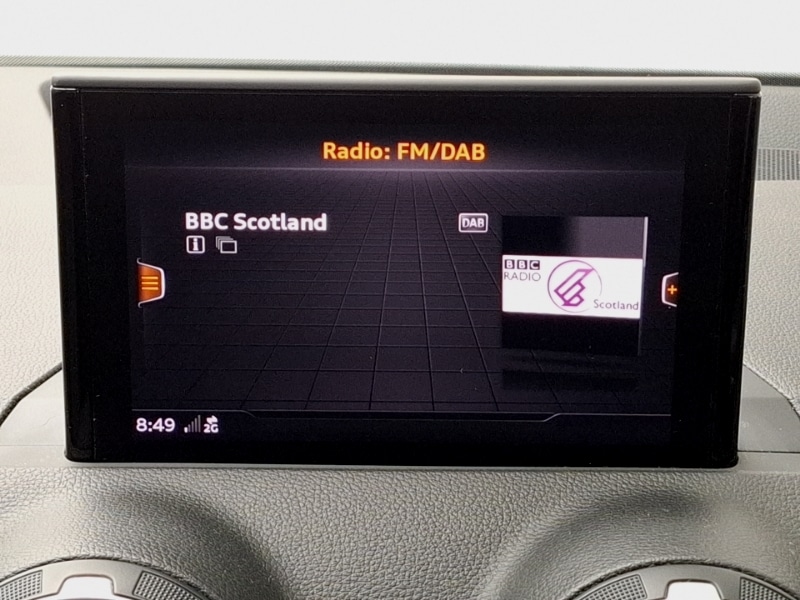 Radio: FM/DAB
BBC Scotland
DAB
BBC
RADIO
Scotland
8:49
2G